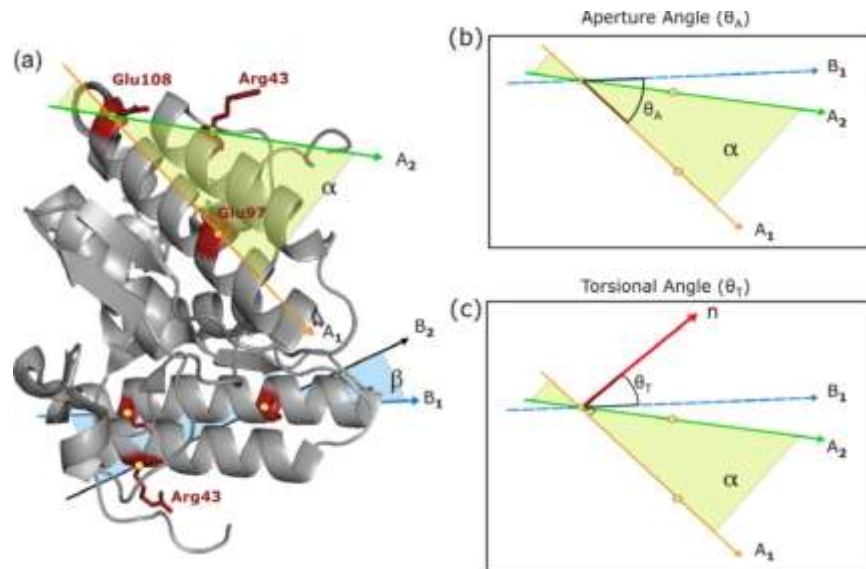 (a)
Glu108
Arg43
A₂
α
Glu97
A₁
B₂
β
B₁
Arg43
Aperture Angle (θA)
(b)
B₁
θA
A₂
α
A₁
Torsional Angle (θT)
(c)
n
θT
B₁
A₂
α
A₁